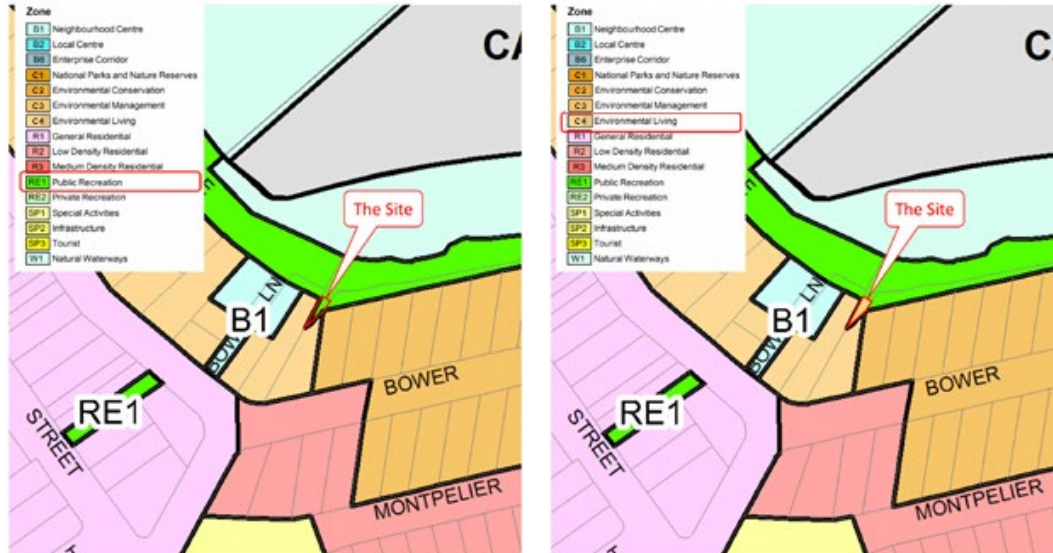 Zone
B1 Neighbourhood Centre
B2 Local Centre
B6 Enterprise Corridor
C1 National Parks and Nature Reserves
C2 Environmental Conservation
C3 Environmental Management
C4 Environmental Living
R1 General Residential
R2 Low Density Residential
R3 Medium Density Residential
RE1 Public Recreation
RE2 Private Recreation
SP1 Special Activities
SP2 Infrastructure
SP3 Tourist
W1 Natural Waterways
CA
The Site
LN
B1
BOW
BOWER
RE1
STREET
MONTPELIER
Zone
B1 Neighbourhood Centre
B2 Local Centre
B6 Enterprise Corridor
C1 National Parks and Nature Reserves
C2 Environmental Conservation
C3 Environmental Management
C4 Environmental Living
R1 General Residential
R2 Low Density Residential
R3 Medium Density Residential
RE1 Public Recreation
RE2 Private Recreation
SP1 Special Activities
SP2 Infrastructure
SP3 Tourist
W1 Natural Waterways
C
The Site
LN
B1
BOW
BOWER
RE1
STREET
MONTPELIER